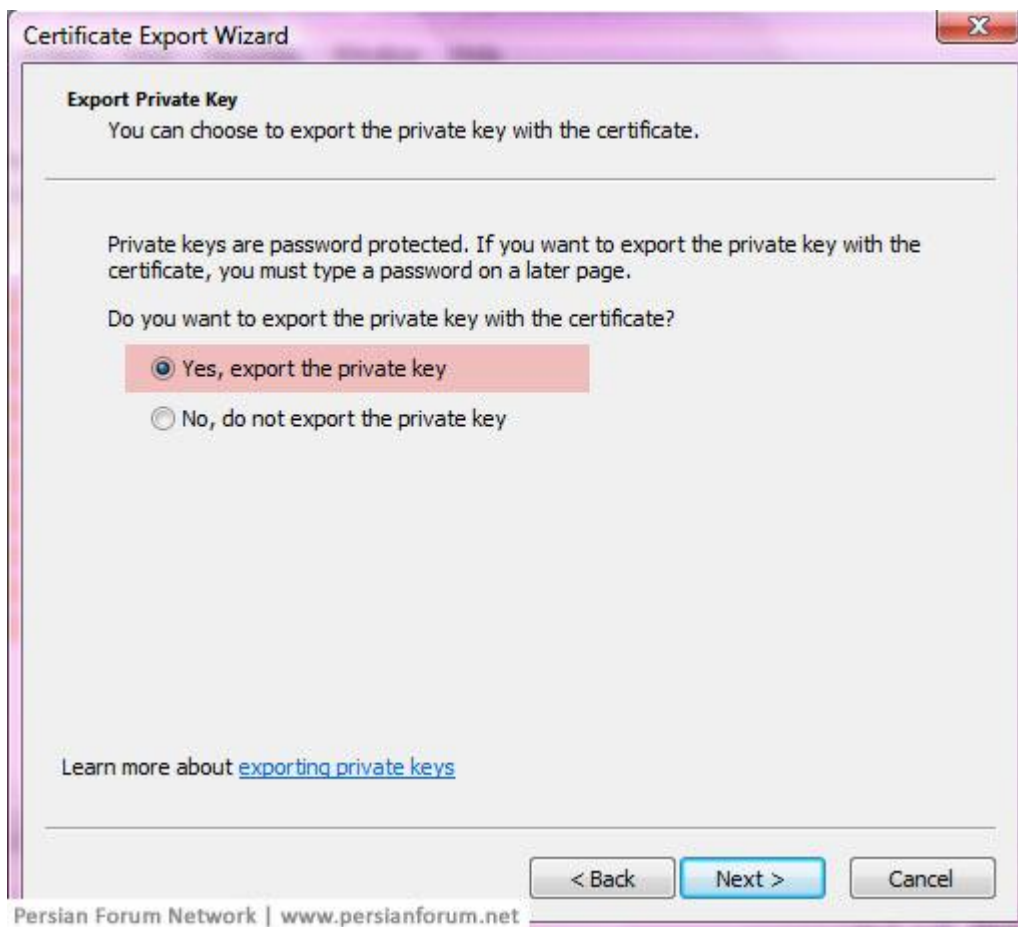 Certificate Export Wizard
Export Private Key
You can choose to export the private key with the certificate.
Private keys are password protected. If you want to export the private key with the
certificate, you must type a password on a later page.
Do you want to export the private key with the certificate?
Yes, export the private key
No, do not export the private key
Learn more about exporting private keys
< Back Next > Cancel
Persian Forum Network | www.persianforum.net